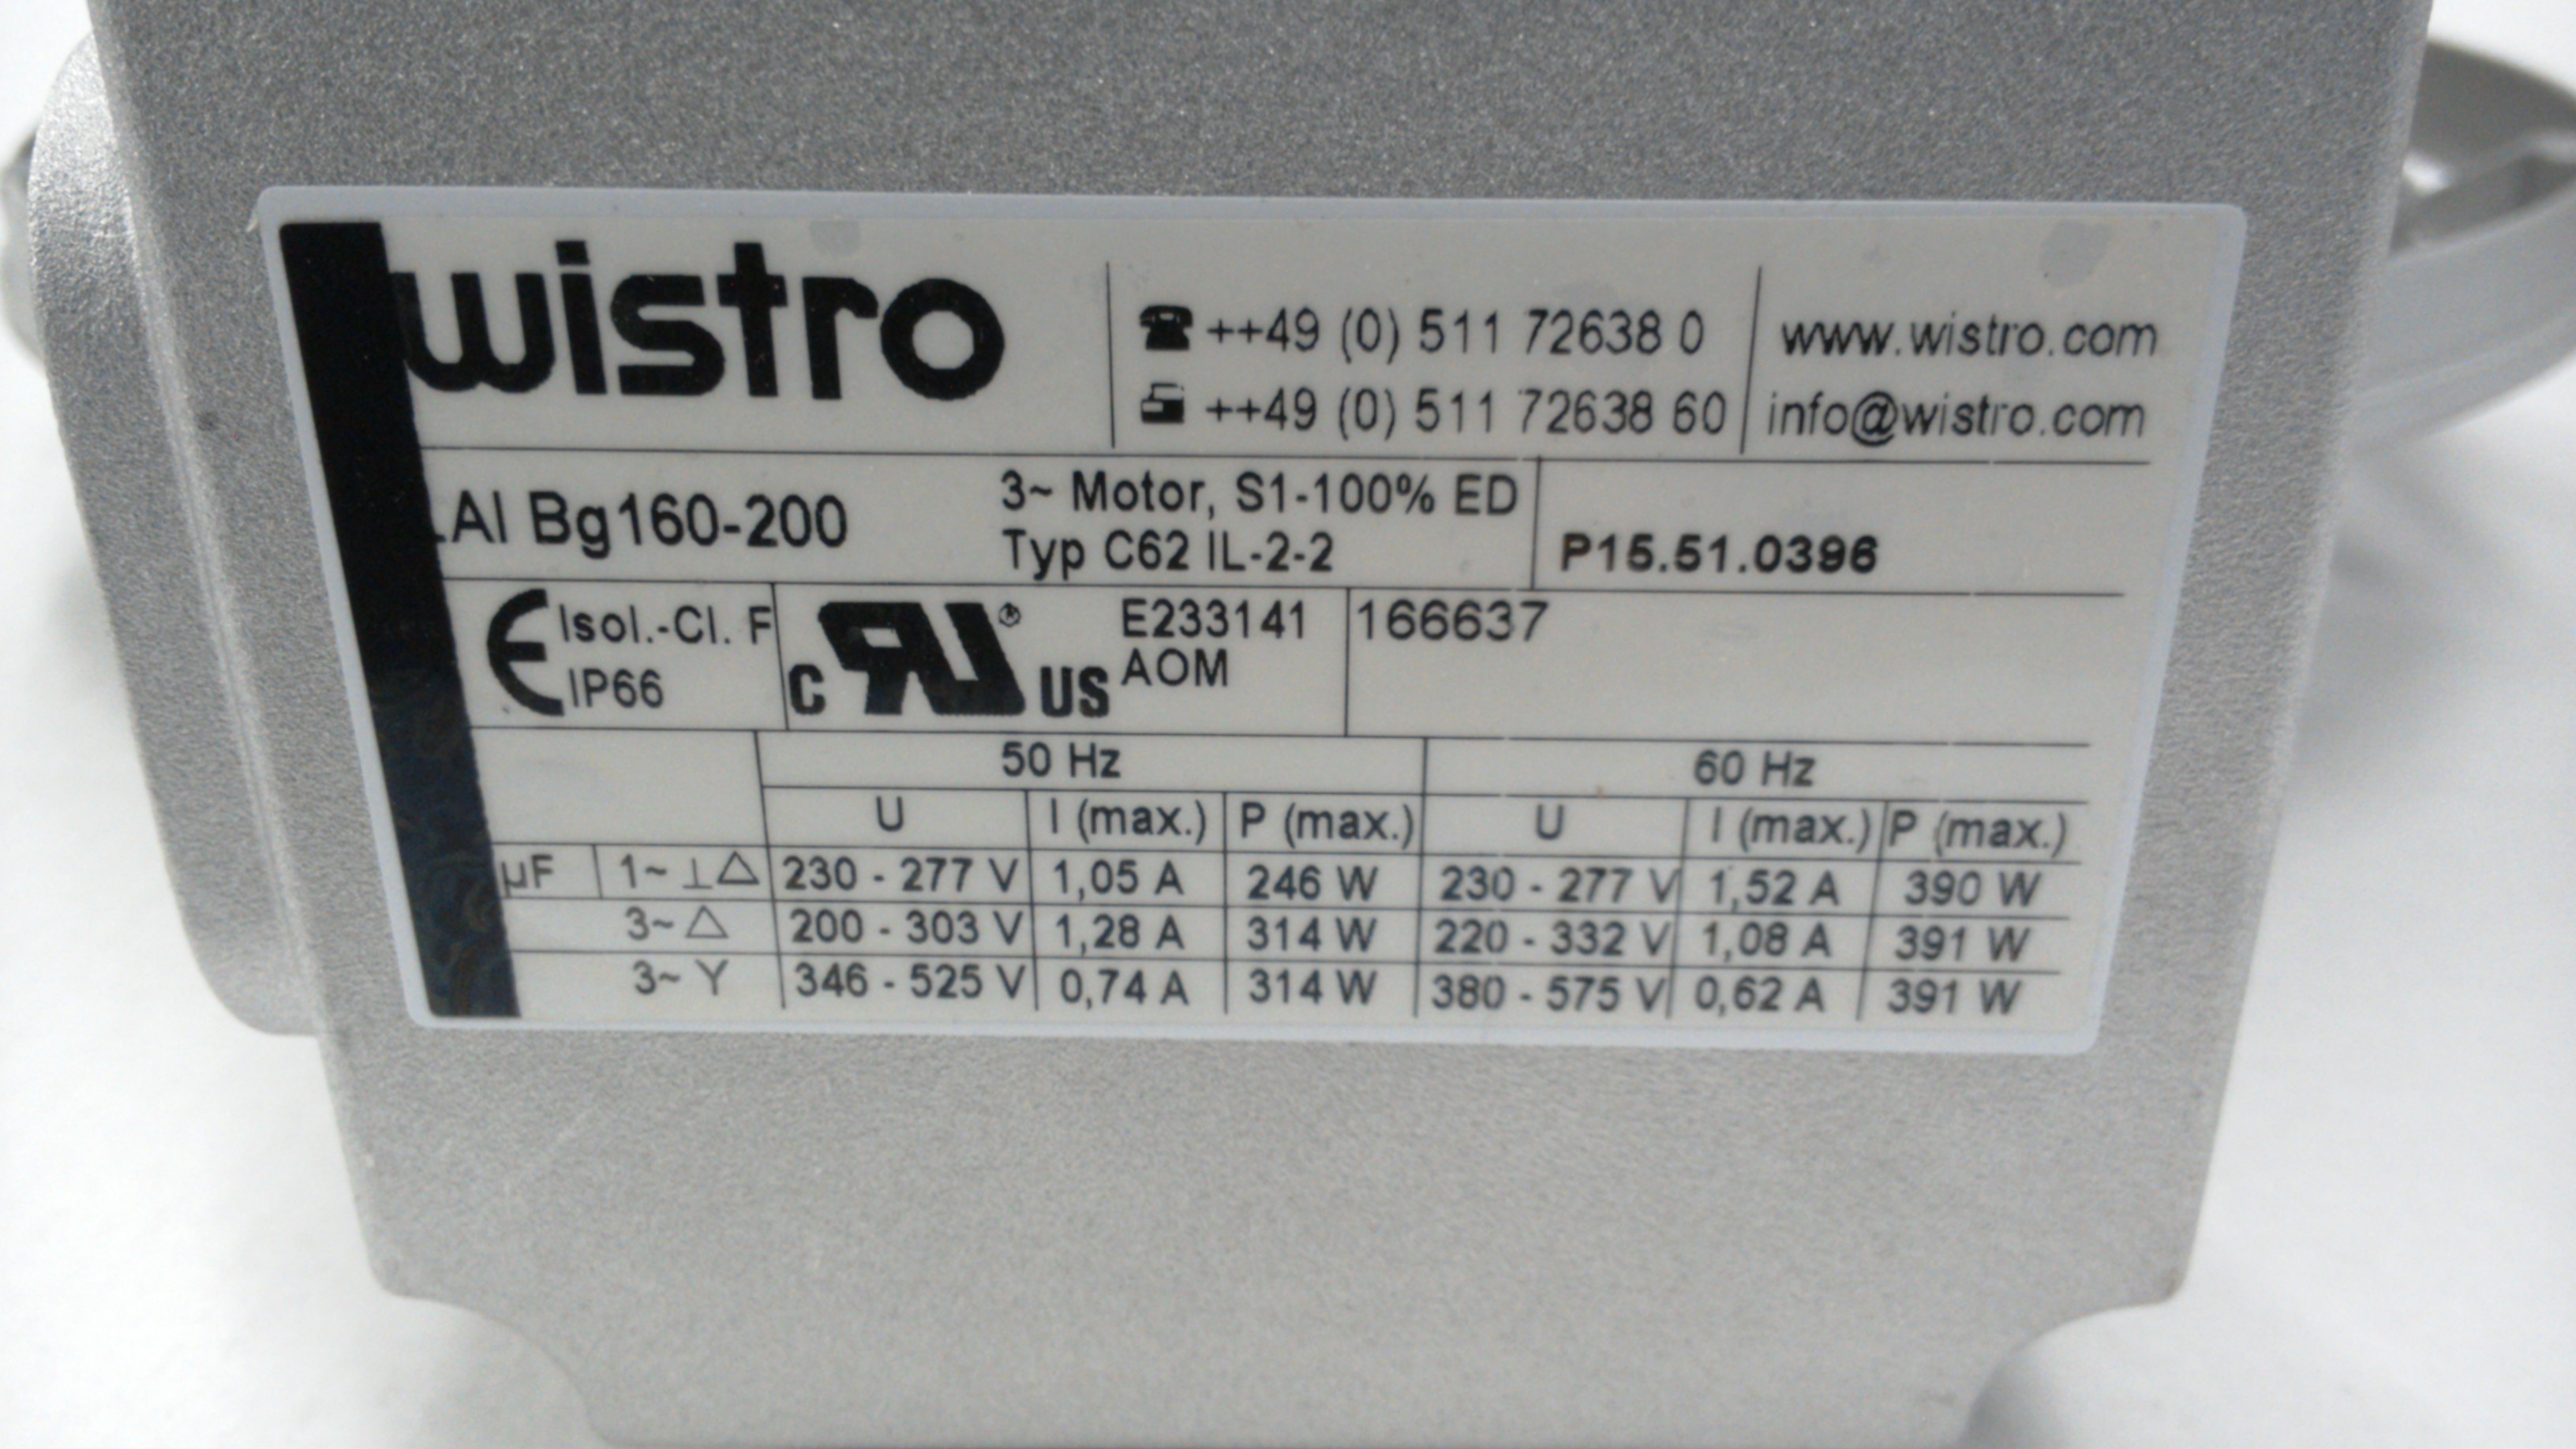 wistro
++49 (0) 511 72638 0
++49 (0) 511 72638 60
www.wistro.com
info@wistro.com
.AI Bg160-200
3~ Motor, S1-100% ED
Typ C62 IL-2-2
P15.51.0396
CE Isol.-Cl. F
IP66
c RU ® US
E233141
AOM
166637
50 Hz 60 Hz
U I (max.) P (max.) U I (max.) P (max.)
µF 1~ ⊥△ 230 - 277 V 1,05 A 246 W 230 - 277 V 1,52 A 390 W
3~ △ 200 - 303 V 1,28 A 314 W 220 - 332 V 1,08 A 391 W
3~ Y 346 - 525 V 0,74 A 314 W 380 - 575 V 0,62 A 391 W